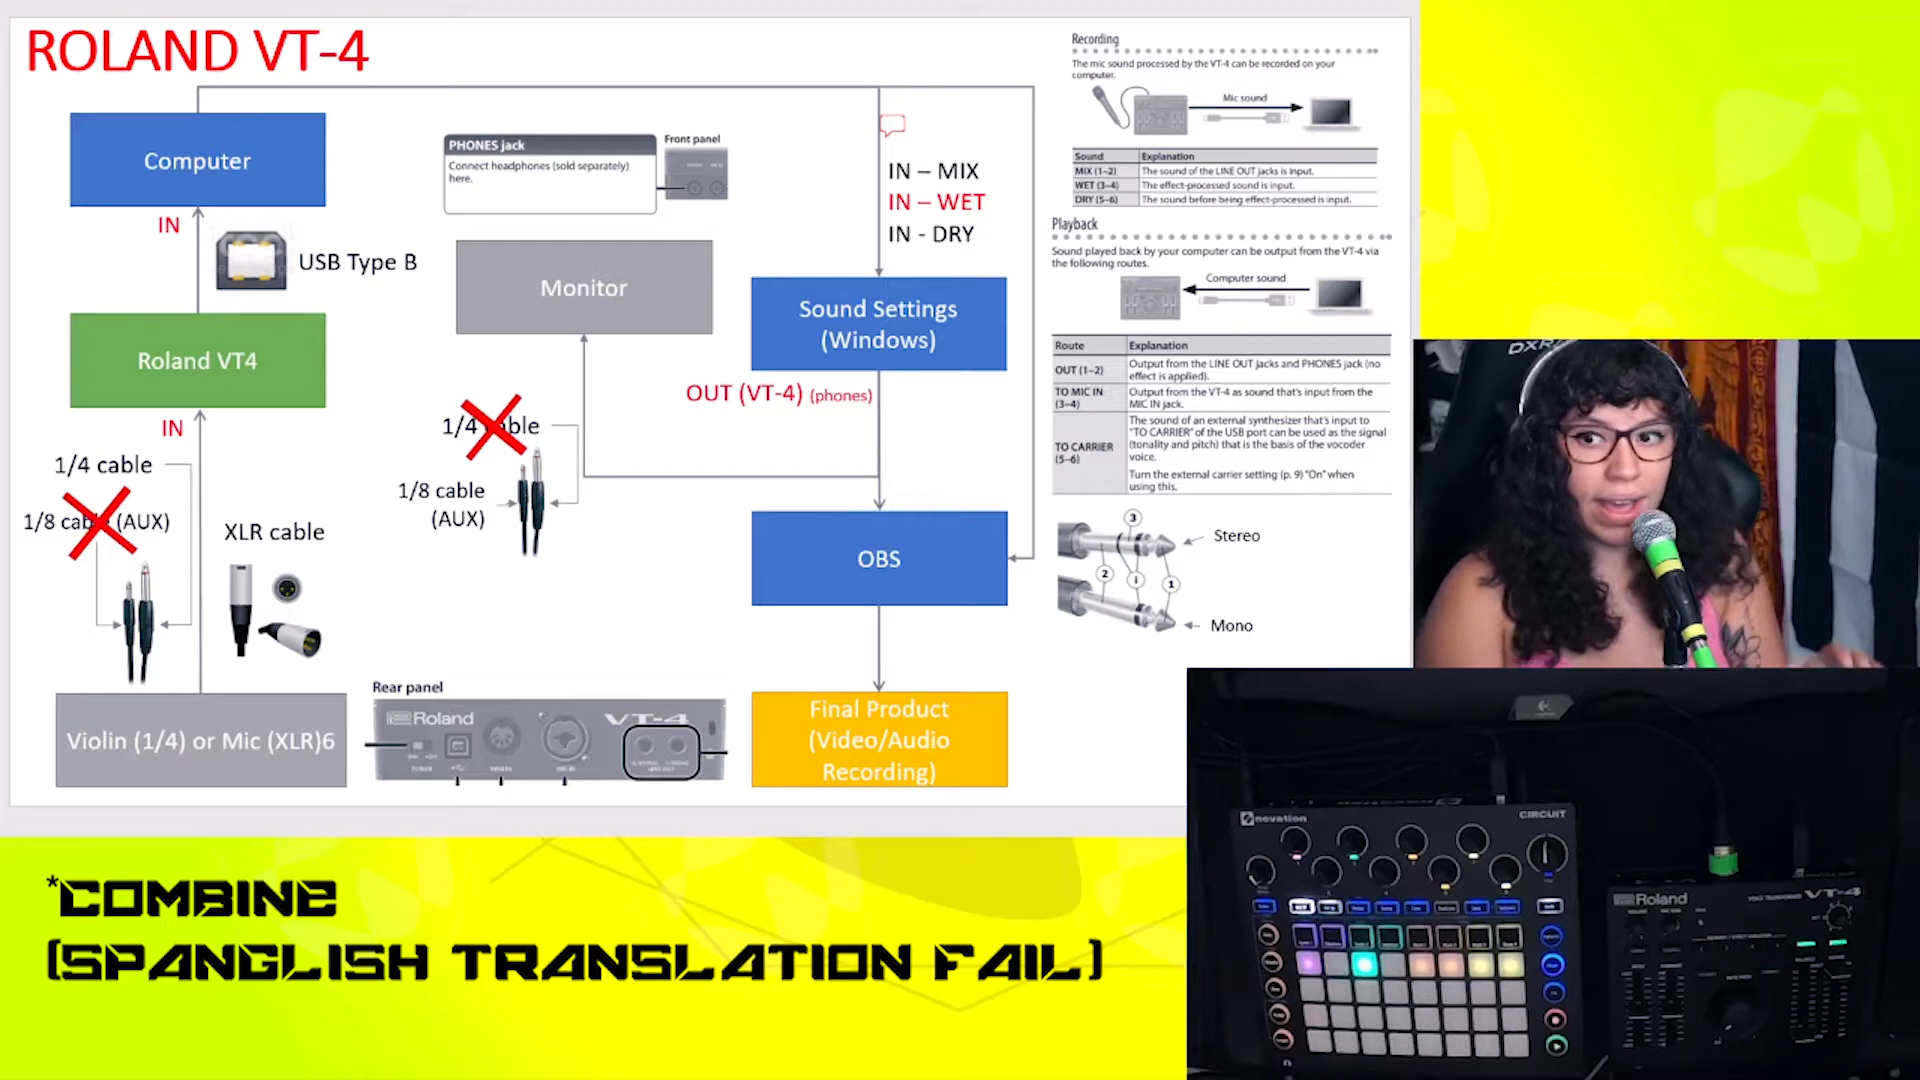 ROLAND VT-4
Computer
IN
USB Type B
Roland VT4
IN
1/4 cable
1/8 cable (AUX)
XLR cable
Violin (1/4) or Mic (XLR)6
PHONES jack
Connect headphones (sold separately)
here.
Front panel
Monitor
1/4 cable
1/8 cable
(AUX)
Rear panel
Roland
VT-4
IN – MIX
IN – WET
IN - DRY
Sound Settings
(Windows)
OUT (VT-4) (phones)
OBS
Final Product
(Video/Audio
Recording)
Recording
The mic sound processed by the VT-4 can be recorded on your
computer.
Mic sound
Sound Explanation
MIX (1–2) The sound of the LINE OUT jacks is input.
WET (3–4) The effect-processed sound is input.
DRY (5–6) The sound before being effect-processed is input.
Playback
Sound played back by your computer can be output from the VT-4 via
the following routes.
Computer sound
Route Explanation
OUT (1–2) Output from the LINE OUT jacks and PHONES jack (no
effect is applied).
TO MIC IN
(3–4)
Output from the VT-4 as sound that's input from the
MIC IN jack.
TO CARRIER
(5–6)
The sound of an external synthesizer that's input to
"TO CARRIER" of the USB port can be used as the signal
(tonality and pitch) that is the basis of the vocoder
voice.
Turn the external carrier setting (p. 9) "On" when
using this.
3
2
i
1
Stereo
2
i
Mono
DXR
novation
CIRCUIT
Roland
VOICE TRANSFORMER VT-4
*COMBINE
(SPANGLISH TRANSLATION FAIL)